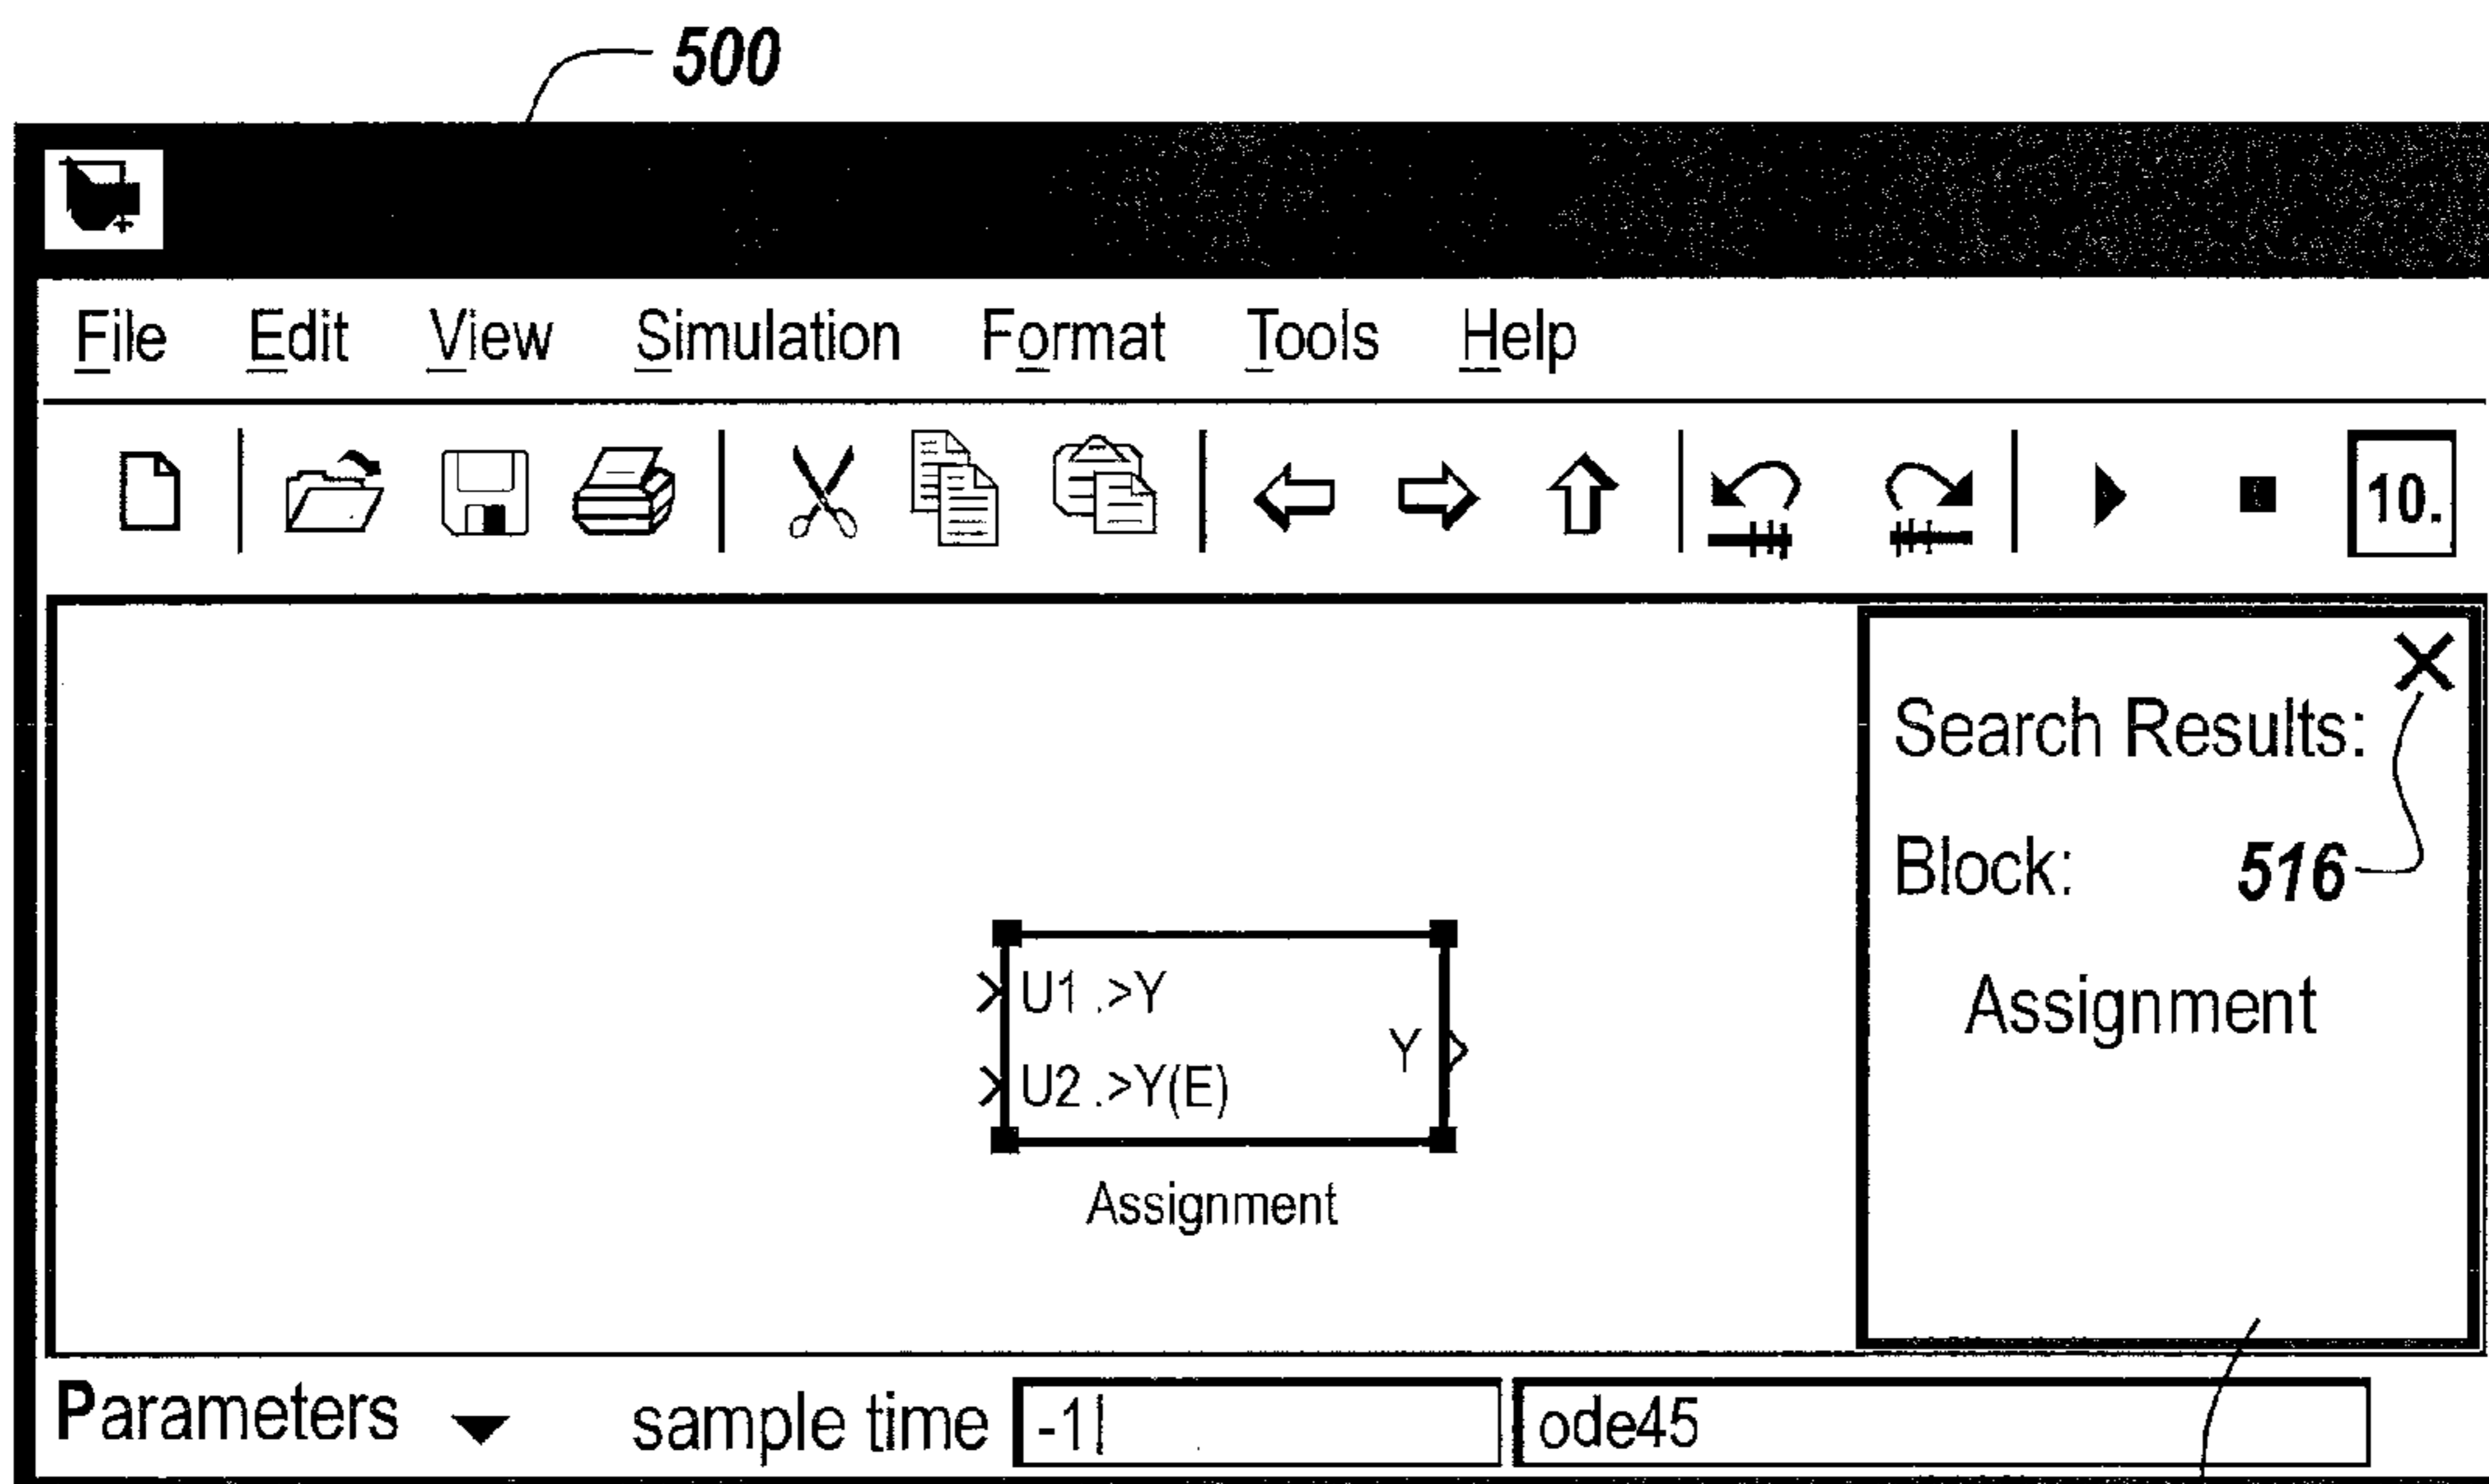 500
File Edit View Simulation Format Tools Help
10.
Search Results:
Block: 516
Assignment
U1 .>Y
Y
U2 .>Y(E)
Assignment
Parameters sample time -1 ode45